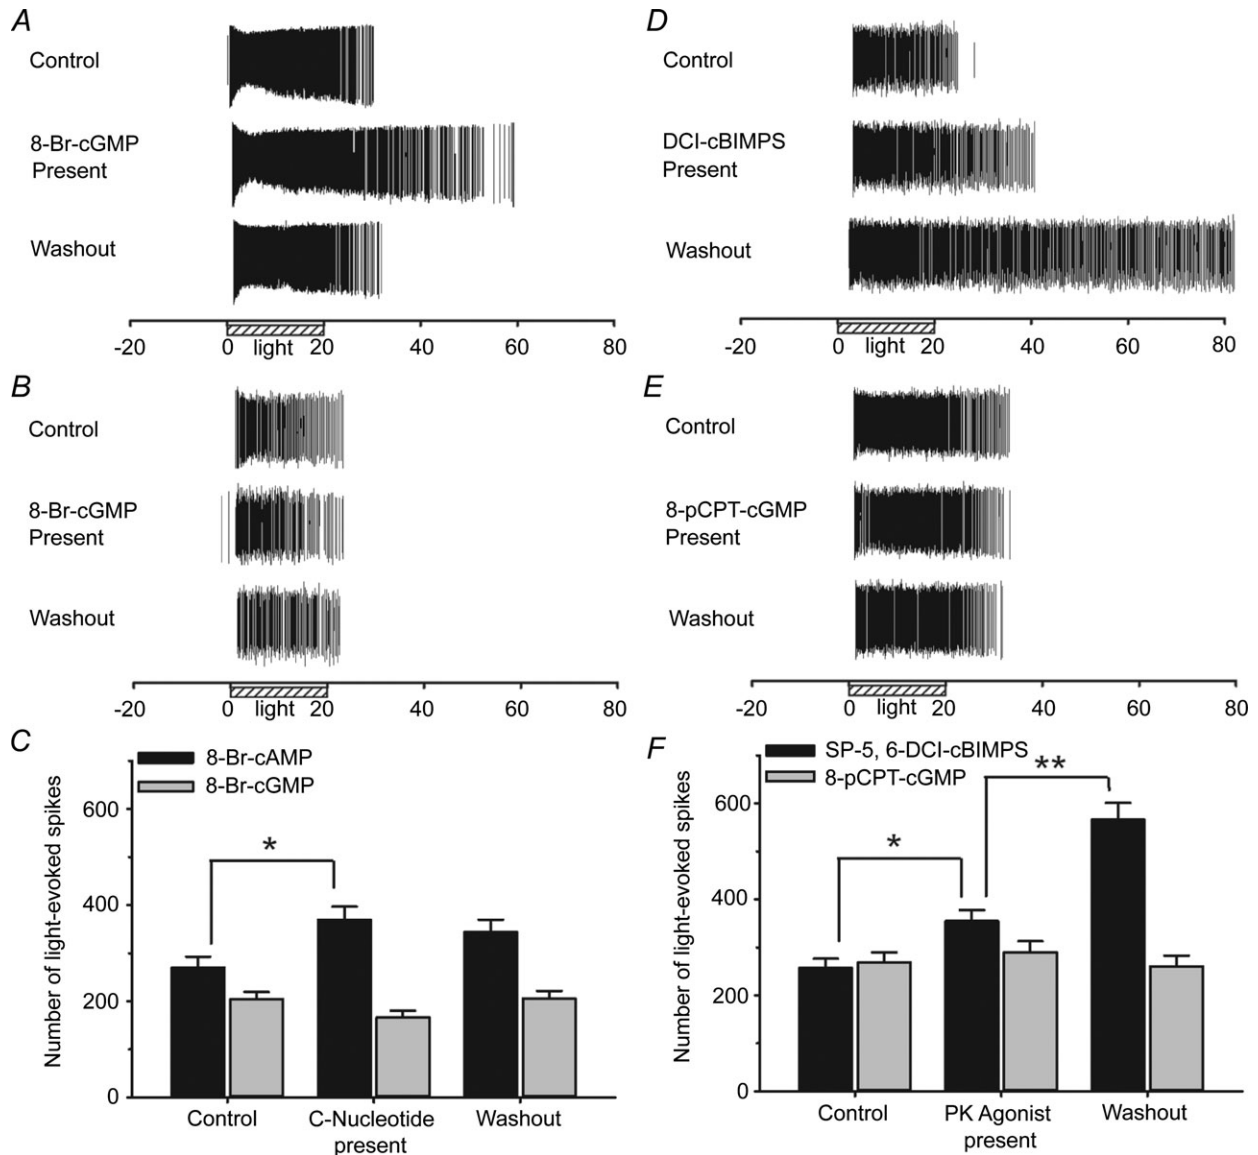 A
Control
8-Br-cGMP
Present
Washout
-20 0 light 20 40 60 80
B
Control
8-Br-cGMP
Present
Washout
-20 0 light 20 40 60 80
C
8-Br-cAMP
8-Br-cGMP
Number of light-evoked spikes
600
400
200
0
*
Control C-Nucleotide present Washout
D
Control
DCI-cBIMPS
Present
Washout
-20 0 light 20 40 60 80
E
Control
8-pCPT-cGMP
Present
Washout
-20 0 light 20 40 60 80
F
SP-5, 6-DCI-cBIMPS
8-pCPT-cGMP
Number of light-evoked spikes
600
400
200
0
*
**
Control PK Agonist present Washout